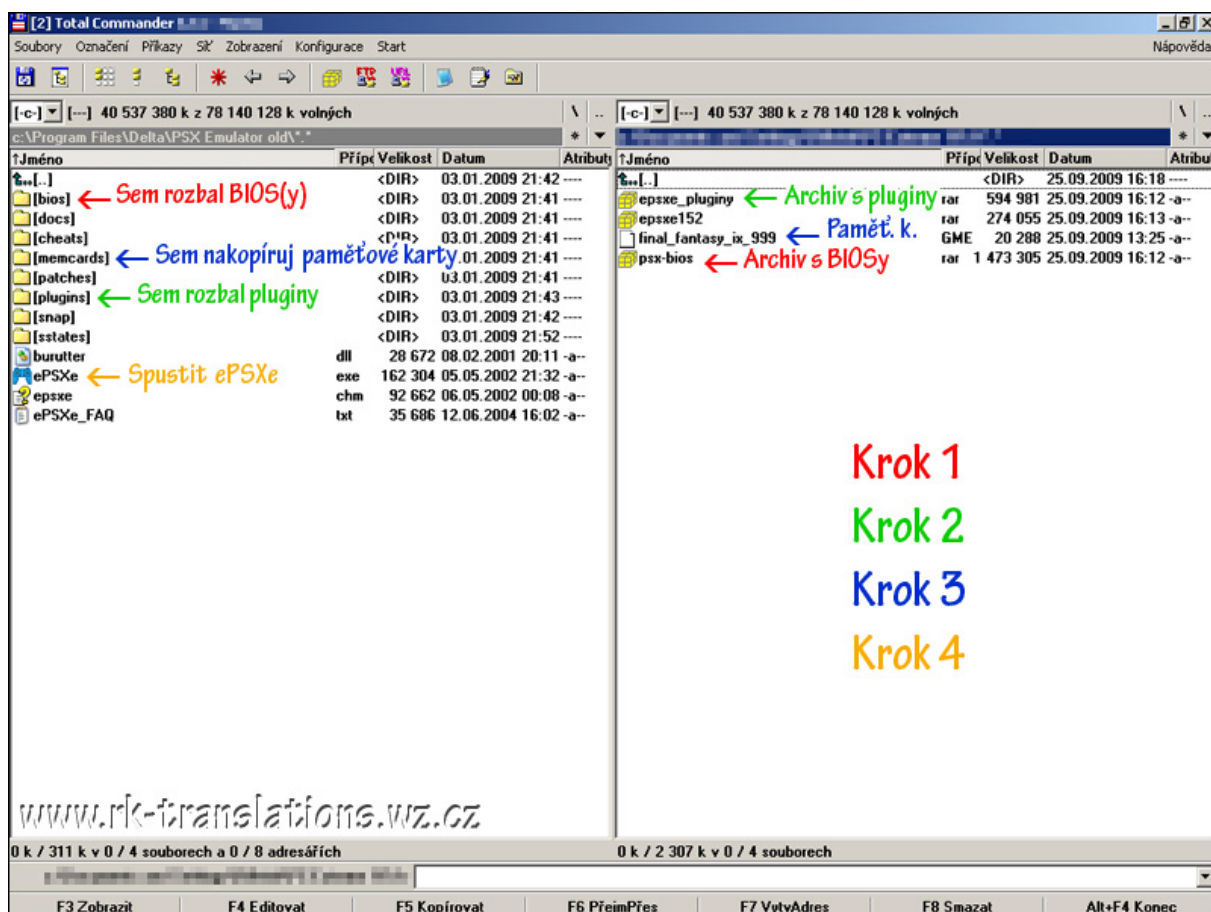 [2] Total Commander
Soubory Označení Příkazy Síť Zobrazení Konfigurace Start Nápověda
[-c-] [---] 40 537 380 k z 78 140 128 k volných \ ..
c:\Program Files\Delta\PSX Emulator old\*.* * ▼
↑Jméno Přípo Velikost Datum Atributy
[..] <DIR> 03.01.2009 21:42 ----
[bios] Sem rozbal BIOS(y) <DIR> 03.01.2009 21:41 ----
[docs] <DIR> 03.01.2009 21:41 ----
[cheats] <DIR> 03.01.2009 21:41 ----
[memcards] Sem nakopíruj paměťové karty .01.2009 21:41 ----
[patches] <DIR> 03.01.2009 21:41 ----
[plugins] Sem rozbal pluginy <DIR> 03.01.2009 21:43 ----
[snap] <DIR> 03.01.2009 21:42 ----
[sstates] <DIR> 03.01.2009 21:52 ----
burutter dll 28 672 08.02.2001 20:11 -a--
ePSXe Spustit ePSXe exe 162 304 05.05.2002 21:32 -a--
epsxe chm 92 662 06.05.2002 00:08 -a--
ePSXe_FAQ txt 35 686 12.06.2004 16:02 -a--
www.rk-translations.wz.cz
0 k / 311 k v 0 / 4 souborech a 0 / 8 adresářích
[-c-] [---] 40 537 380 k z 78 140 128 k volných \ ..
* ▼
↑Jméno Přípo Velikost Datum Atribu
[..] <DIR> 25.09.2009 16:18 ----
epsxe_pluginy Archiv s pluginy rar 594 981 25.09.2009 16:12 -a--
epsxe152 rar 274 055 25.09.2009 16:13 -a--
final_fantasy_ix_999 Paměť. k. GME 20 288 25.09.2009 13:25 -a--
psx-bios Archiv s BIOSy rar 1 473 305 25.09.2009 16:12 -a--
Krok 1
Krok 2
Krok 3
Krok 4
0 k / 2 307 k v 0 / 4 souborech
F3 Zobrazit F4 Editovat F5 Kopírovat F6 PřejmPřes F7 VytvAdres F8 Smazat Alt+F4 Konec